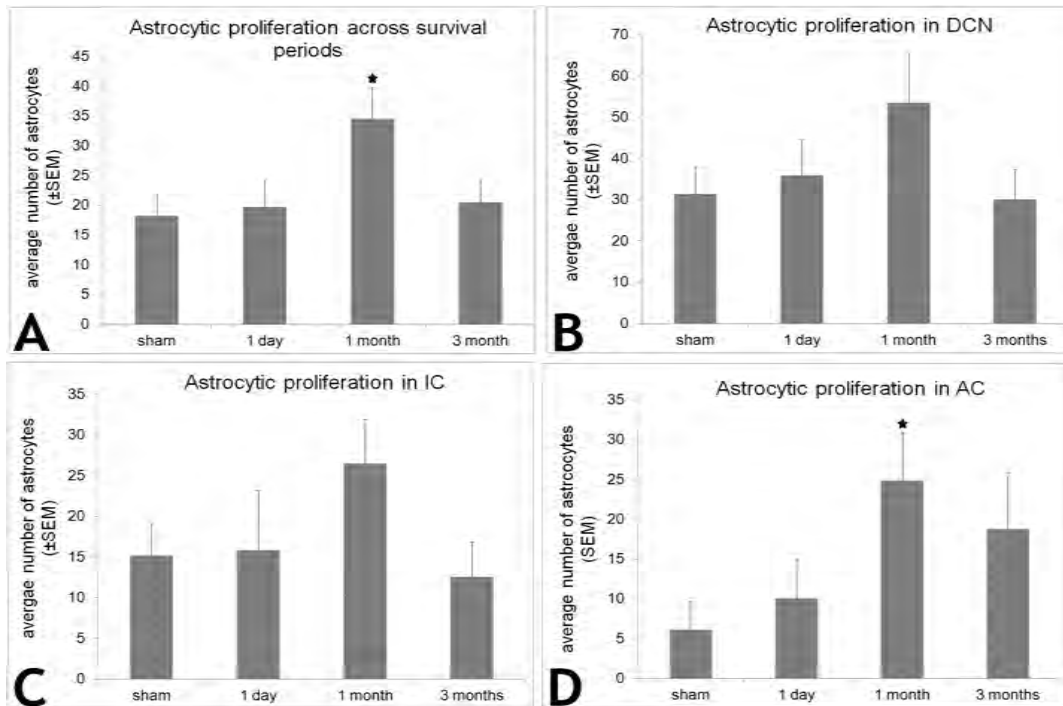 Astrocytic proliferation across survival
periods
average number of astrocytes
(±SEM)
45
40
35
30
25
20
15
10
5
0
sham
1 day
1 month
3 month
A
Astrocytic proliferation in DCN
avergae number of astrocytes
(±SEM)
70
60
50
40
30
20
10
0
sham
1 day
1 month
3 months
B
Astrocytic proliferation in IC
avergae number of astrocytes
(±SEM)
35
30
25
20
15
10
5
0
sham
1 day
1 month
3 months
C
Astrocytic proliferation in AC
average number of astrcocytes
(SEM)
35
30
25
20
15
10
5
0
sham
1 day
1 month
3 months
D